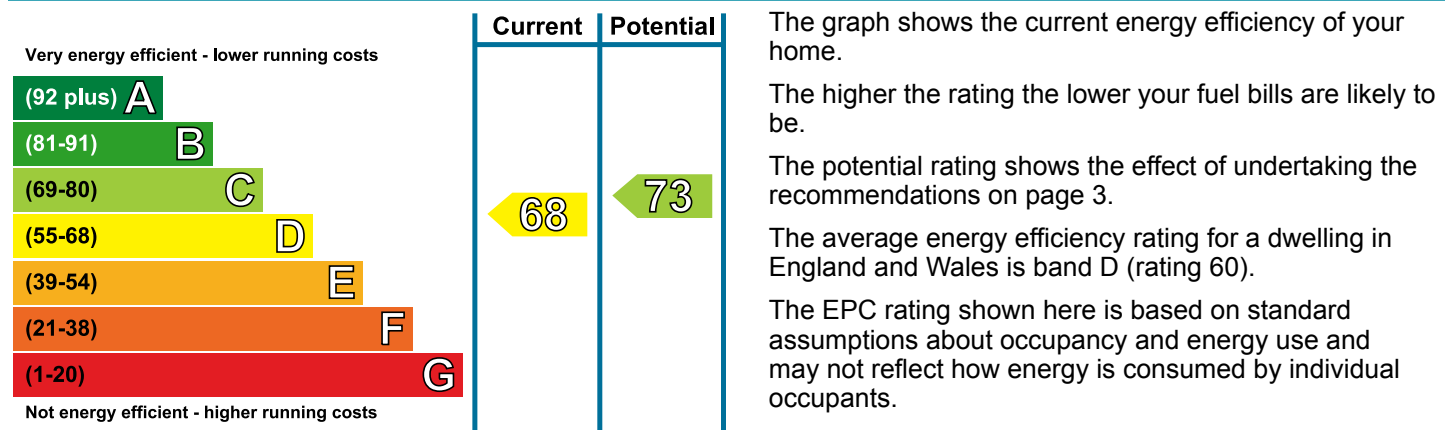 Current Potential
Very energy efficient - lower running costs
(92 plus) A
(81-91) B
(69-80) C
(55-68) D
(39-54) E
(21-38) F
(1-20) G
Not energy efficient - higher running costs
68
73
The graph shows the current energy efficiency of your
home.
The higher the rating the lower your fuel bills are likely to
be.
The potential rating shows the effect of undertaking the
recommendations on page 3.
The average energy efficiency rating for a dwelling in
England and Wales is band D (rating 60).
The EPC rating shown here is based on standard
assumptions about occupancy and energy use and
may not reflect how energy is consumed by individual
occupants.